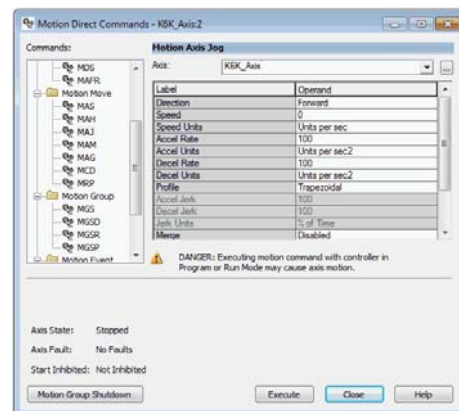 Motion Direct Commands - K6K_Axis:2
Commands:
MDS
MAFR
Motion Move
MAS
MAH
MAJ
MAM
MAG
MCD
MRP
Motion Group
MGS
MGSD
MGSR
MGSP
Motion Event
Motion Axis Jog
Axis: K6K_Axis ...
Label Operand
Direction Forward
Speed 0
Speed Units Units per sec
Accel Rate 100
Accel Units Units per sec2
Decel Rate 100
Decel Units Units per sec2
Profile Trapezoidal
Accel Jerk 100
Decel Jerk 100
Jerk Units % of Time
Merge Disabled
DANGER: Executing motion command with controller in
Program or Run Mode may cause axis motion.
Axis State: Stopped
Axis Fault: No Faults
Start Inhibited: Not Inhibited
Motion Group Shutdown Execute Close Help